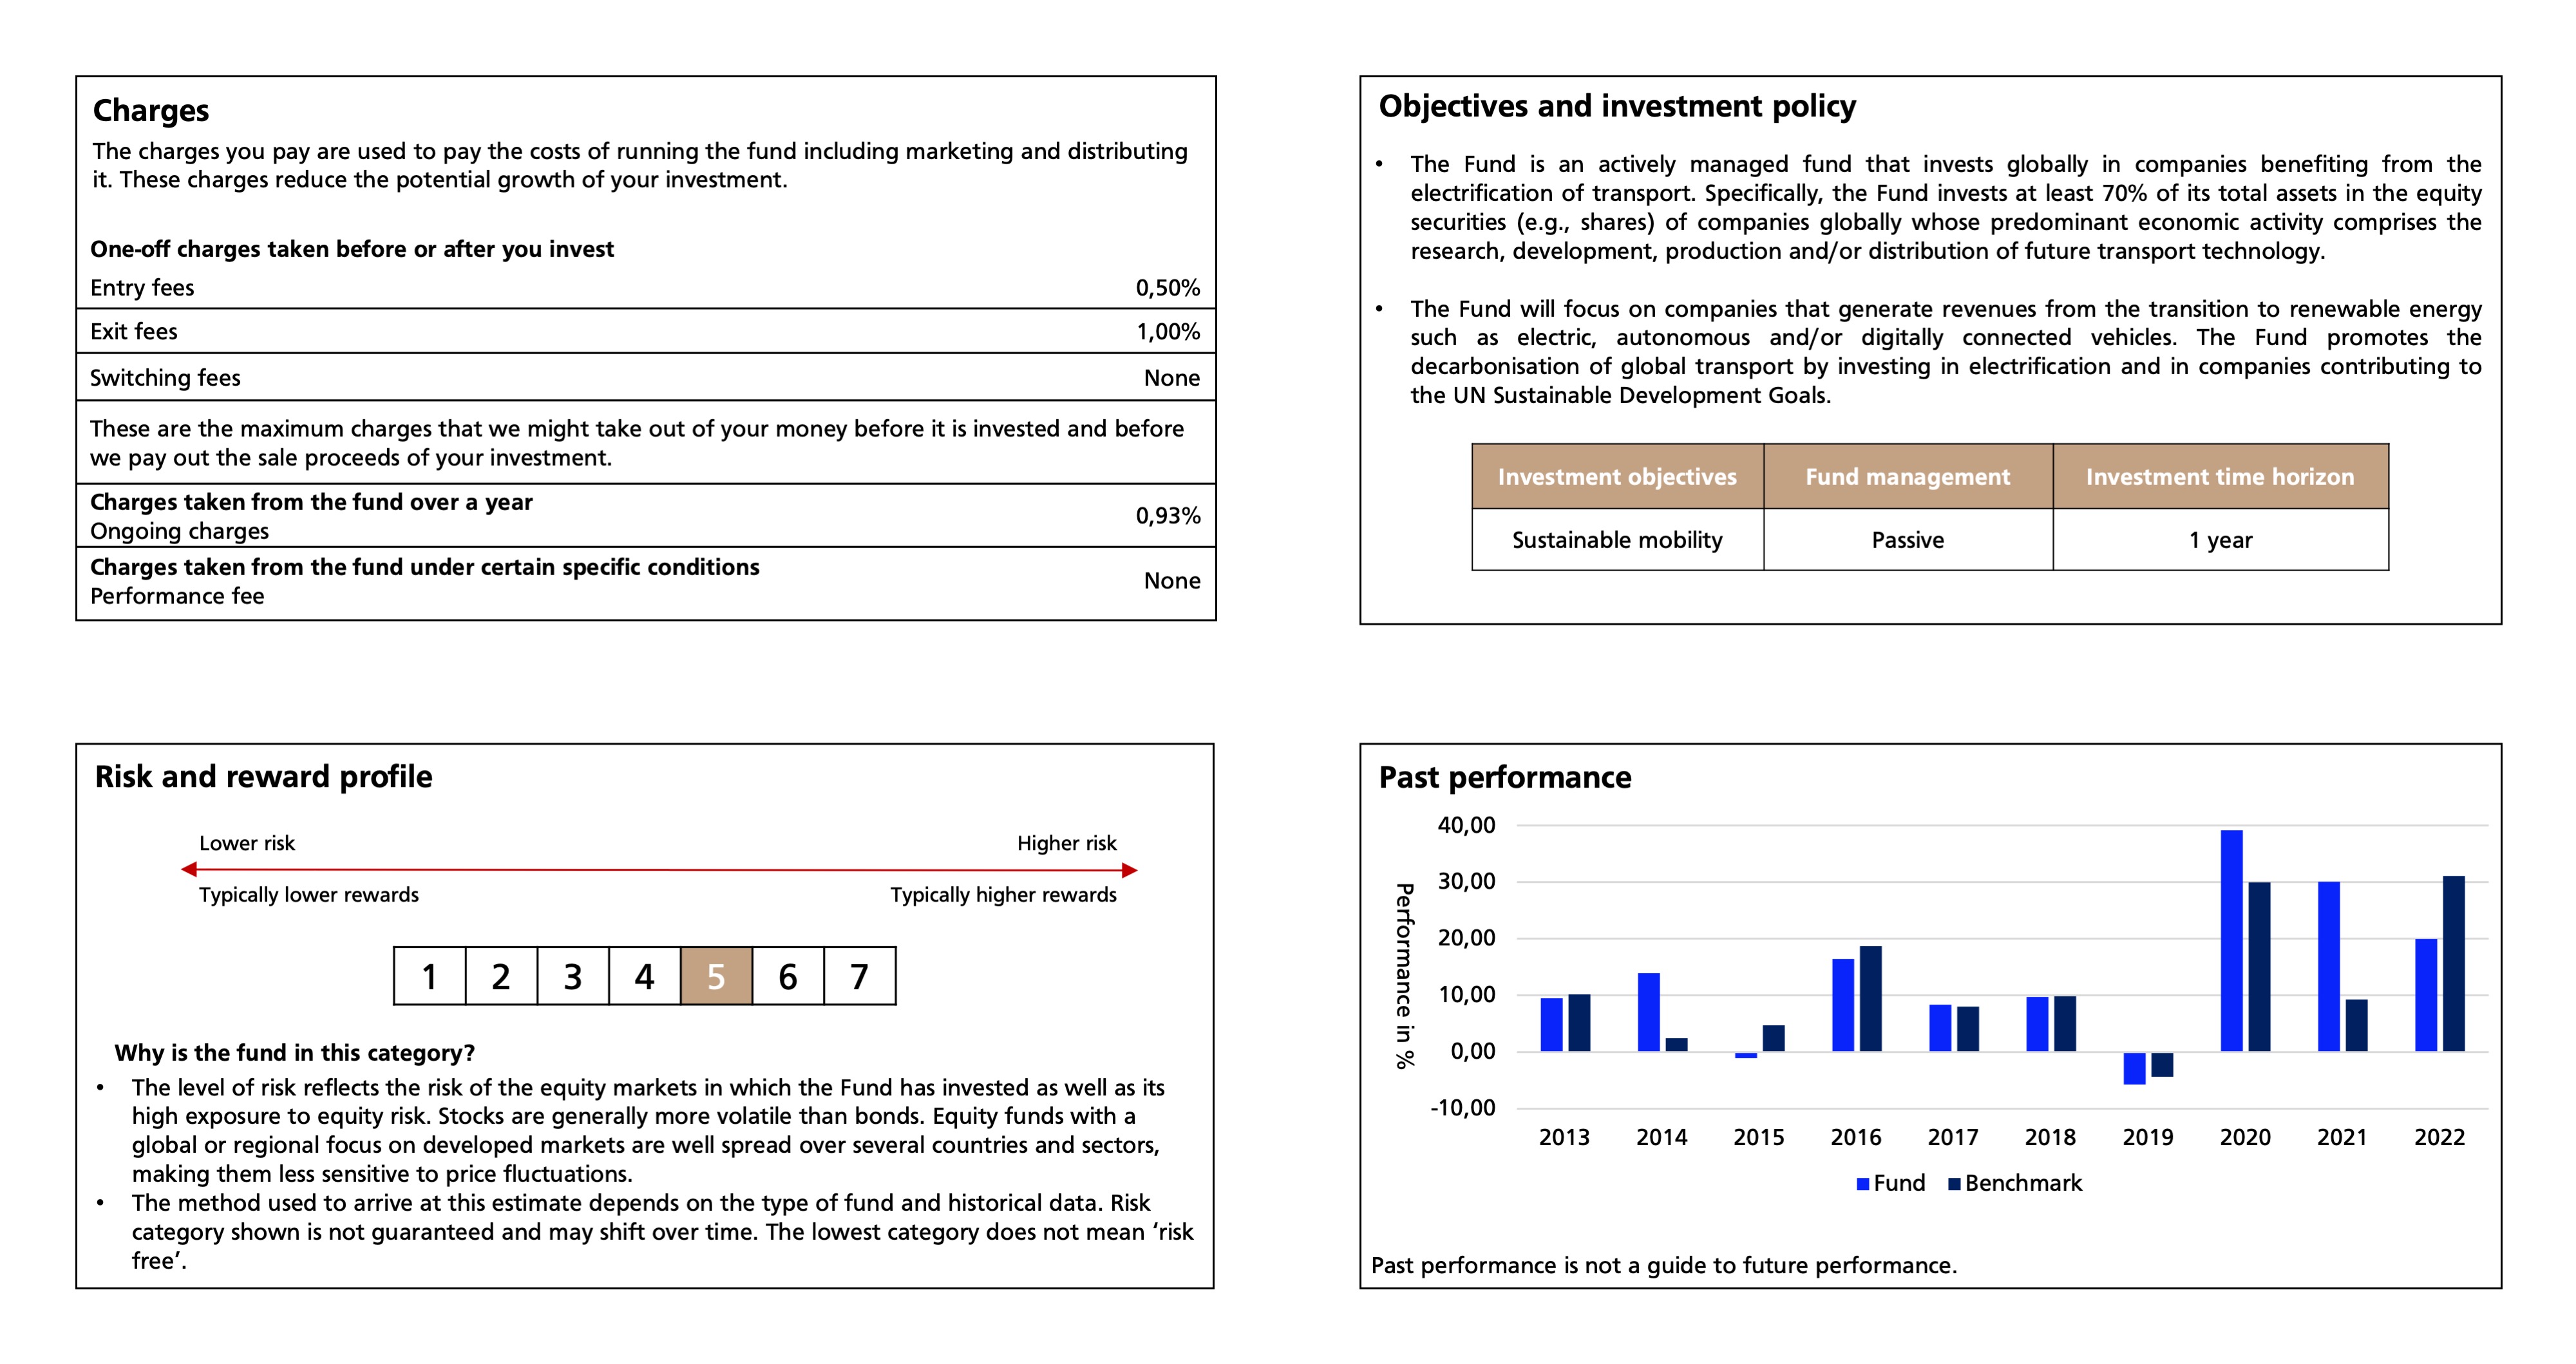 Charges
The charges you pay are used to pay the costs of running the fund including marketing and distributing
it. These charges reduce the potential growth of your investment.
One-off charges taken before or after you invest
Entry fees 0,50%
Exit fees 1,00%
Switching fees None
These are the maximum charges that we might take out of your money before it is invested and before
we pay out the sale proceeds of your investment.
Charges taken from the fund over a year
Ongoing charges 0,93%
Charges taken from the fund under certain specific conditions
Performance fee None
Objectives and investment policy
• The Fund is an actively managed fund that invests globally in companies benefiting from the
electrification of transport. Specifically, the Fund invests at least 70% of its total assets in the equity
securities (e.g., shares) of companies globally whose predominant economic activity comprises the
research, development, production and/or distribution of future transport technology.
• The Fund will focus on companies that generate revenues from the transition to renewable energy
such as electric, autonomous and/or digitally connected vehicles. The Fund promotes the
decarbonisation of global transport by investing in electrification and in companies contributing to
the UN Sustainable Development Goals.
Investment objectives Fund management Investment time horizon
Sustainable mobility Passive 1 year
Risk and reward profile
Lower risk Higher risk
Typically lower rewards Typically higher rewards
1 2 3 4 5 6 7
Why is the fund in this category?
• The level of risk reflects the risk of the equity markets in which the Fund has invested as well as its
high exposure to equity risk. Stocks are generally more volatile than bonds. Equity funds with a
global or regional focus on developed markets are well spread over several countries and sectors,
making them less sensitive to price fluctuations.
• The method used to arrive at this estimate depends on the type of fund and historical data. Risk
category shown is not guaranteed and may shift over time. The lowest category does not mean ‘risk
free’.
Past performance
Performance in %
40,00
30,00
20,00
10,00
0,00
-10,00
2013 2014 2015 2016 2017 2018 2019 2020 2021 2022
Fund Benchmark
Past performance is not a guide to future performance.